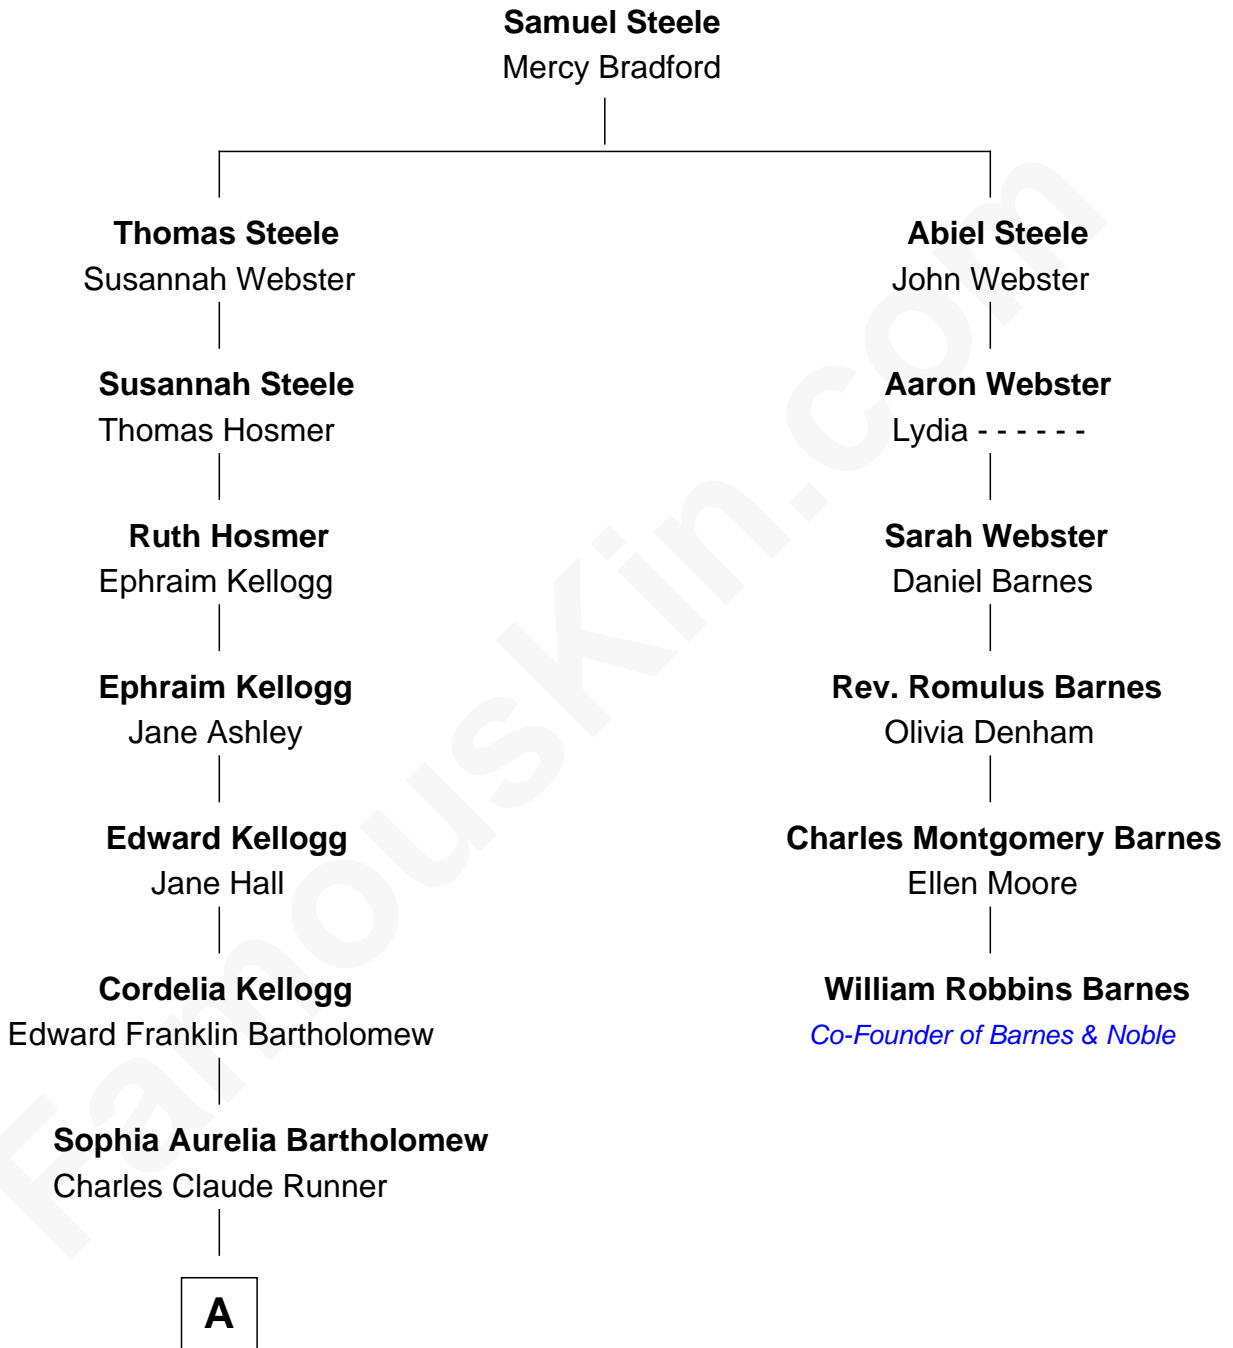 Samuel Steele
Mercy Bradford
Thomas Steele
Susannah Webster
Susannah Steele
Thomas Hosmer
Ruth Hosmer
Ephraim Kellogg
Ephraim Kellogg
Jane Ashley
Edward Kellogg
Jane Hall
Cordelia Kellogg
Edward Franklin Bartholomew
Sophia Aurelia Bartholomew
Charles Claude Runner
A
Abiel Steele
John Webster
Aaron Webster
Lydia - - - - - -
Sarah Webster
Daniel Barnes
Rev. Romulus Barnes
Olivia Denham
Charles Montgomery Barnes
Ellen Moore
William Robbins Barnes
Co-Founder of Barnes & Noble
FamousKin.com